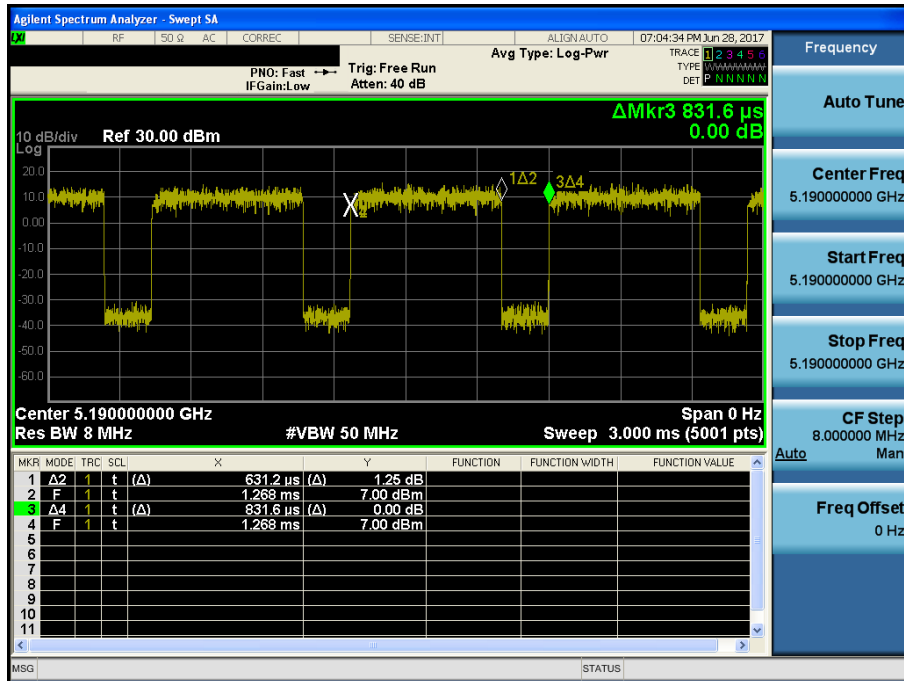 Agilent Spectrum Analyzer - Swept SA
LXI RF 50 Ω AC CORREC SENSE:INT ALIGN AUTO 07:04:34 PM Jun 28, 2017
Frequency
Avg Type: Log-Pwr
TRACE 1 2 3 4 5 6
PNO: Fast
Trig: Free Run
TYPE WWWWWW
IFGain:Low
Atten: 40 dB
DET P N N N N N
Auto Tune
ΔMkr3 831.6 µs
10 dB/div Ref 30.00 dBm 0.00 dB
Log
20.0
10.0
0.00
-10.0
-20.0
-30.0
-40.0
-50.0
-60.0
1Δ2
3Δ4
Center Freq
5.190000000 GHz
Start Freq
5.190000000 GHz
Stop Freq
5.190000000 GHz
Center 5.190000000 GHz Span 0 Hz
Res BW 8 MHz #VBW 50 MHz Sweep 3.000 ms (5001 pts)
CF Step
8.000000 MHz
Auto Man
MKR MODE TRC SCL X Y FUNCTION FUNCTION WIDTH FUNCTION VALUE
1 Δ2 1 t (Δ) 631.2 µs (Δ) 1.25 dB
2 F 1 t 1.268 ms 7.00 dBm
3 Δ4 1 t (Δ) 831.6 µs (Δ) 0.00 dB
4 F 1 t 1.268 ms 7.00 dBm
5
6
7
8
9
10
11
Freq Offset
0 Hz
MSG STATUS